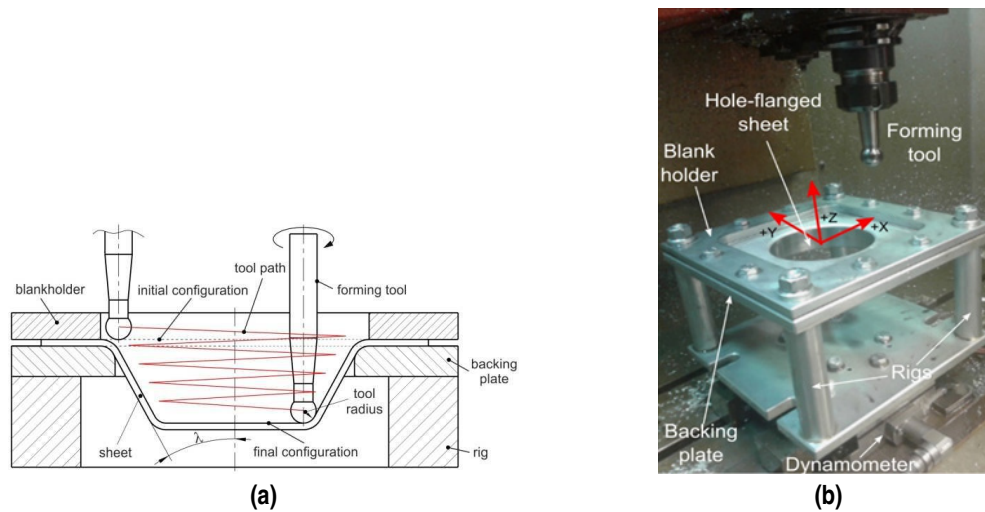 tool path
initial configuration
blankholder
forming tool
backing
plate
tool
radius
sheet
λ
final configuration
rig
(a)
Hole-flanged
sheet
Forming
tool
Blank
holder
+Z
+Y
+X
Rigs
Backing
plate
Dynamometer
(b)